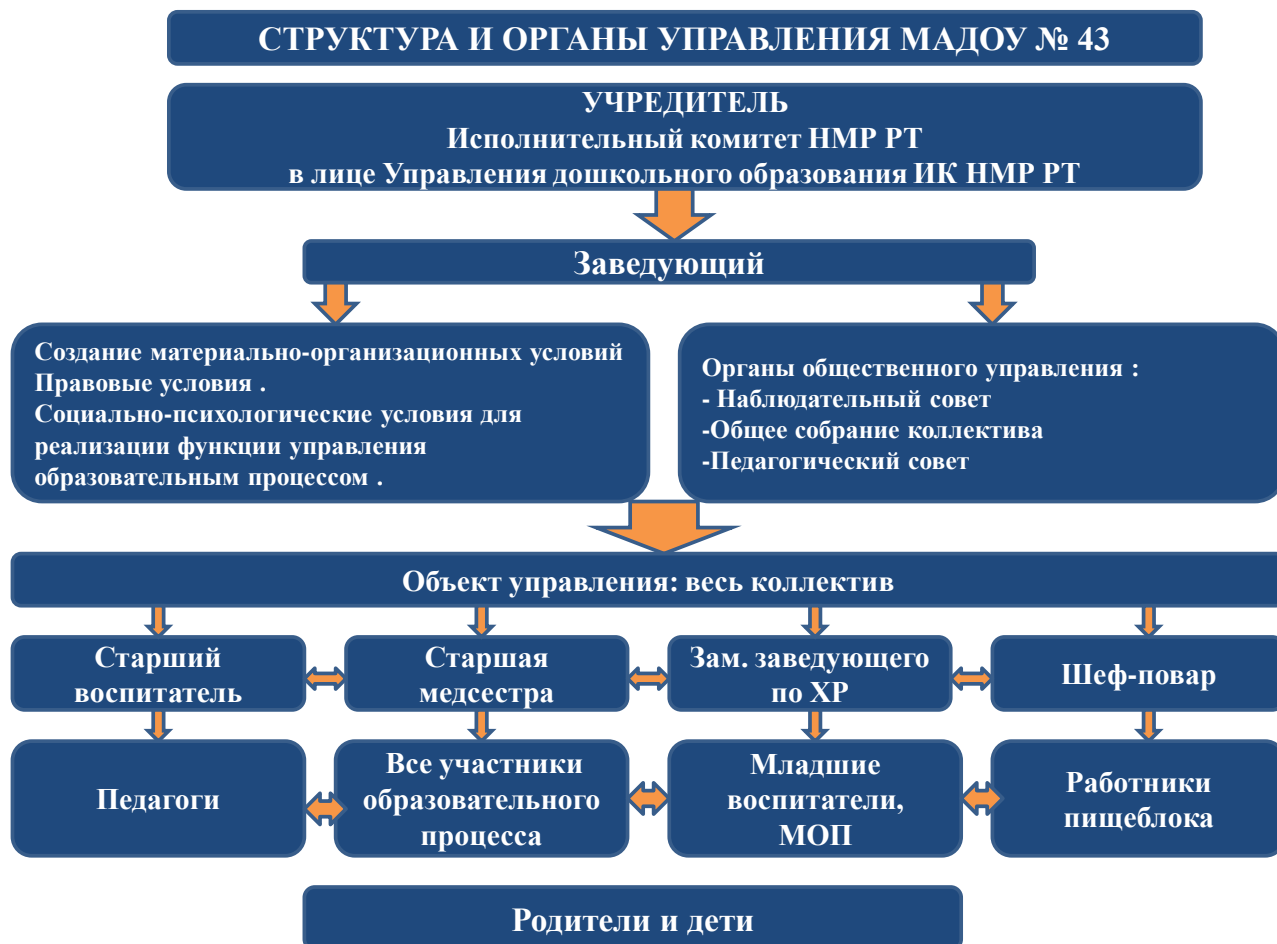 СТРУКТУРА И ОРГАНЫ УПРАВЛЕНИЯ МАДОУ № 43
УЧРЕДИТЕЛЬ
Исполнительный комитет НМР РТ
в лице Управления дошкольного образования ИК НМР РТ
Заведующий
Создание материально-организационных условий
Правовые условия .
Социально-психологические условия для
реализации функции управления
образовательным процессом .
Органы общественного управления :
- Наблюдательный совет
-Общее собрание коллектива
-Педагогический совет
Объект управления: весь коллектив
Старший
воспитатель
Старшая
медсестра
Зам. заведующего
по ХР
Шеф-повар
Педагоги
Все участники
образовательного
процесса
Младшие
воспитатели,
МОП
Работники
пищеблока
Родители и дети